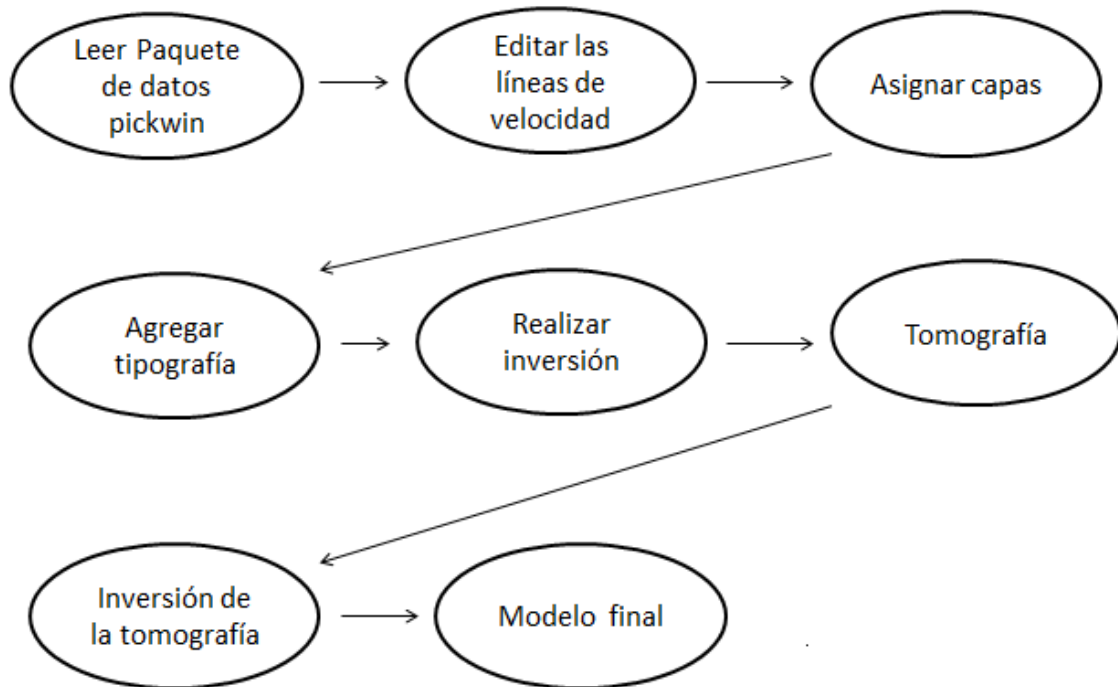 Leer Paquete
de datos
pickwin
Editar las
líneas de
velocidad
Asignar capas
Agregar
tipografía
Realizar
inversión
Tomografía
Inversión de
la tomografía
Modelo final
.